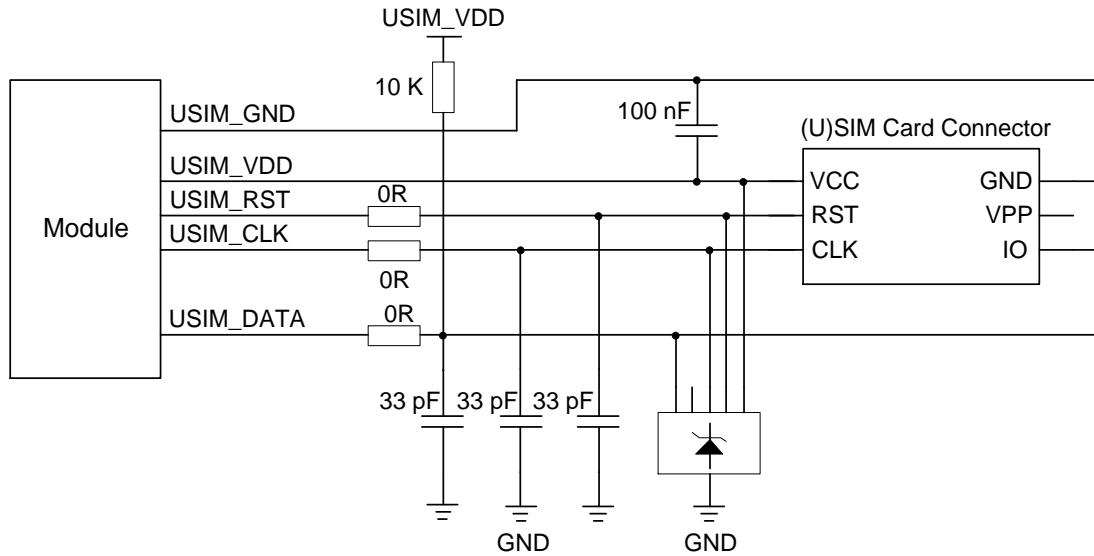 USIM_VDD
10 K
100 nF
(U)SIM Card Connector
Module
USIM_GND
USIM_VDD
USIM_RST
USIM_CLK
USIM_DATA
0R
0R
0R
VCC
RST
CLK
GND
VPP
IO
33 pF
33 pF
33 pF
GND
GND